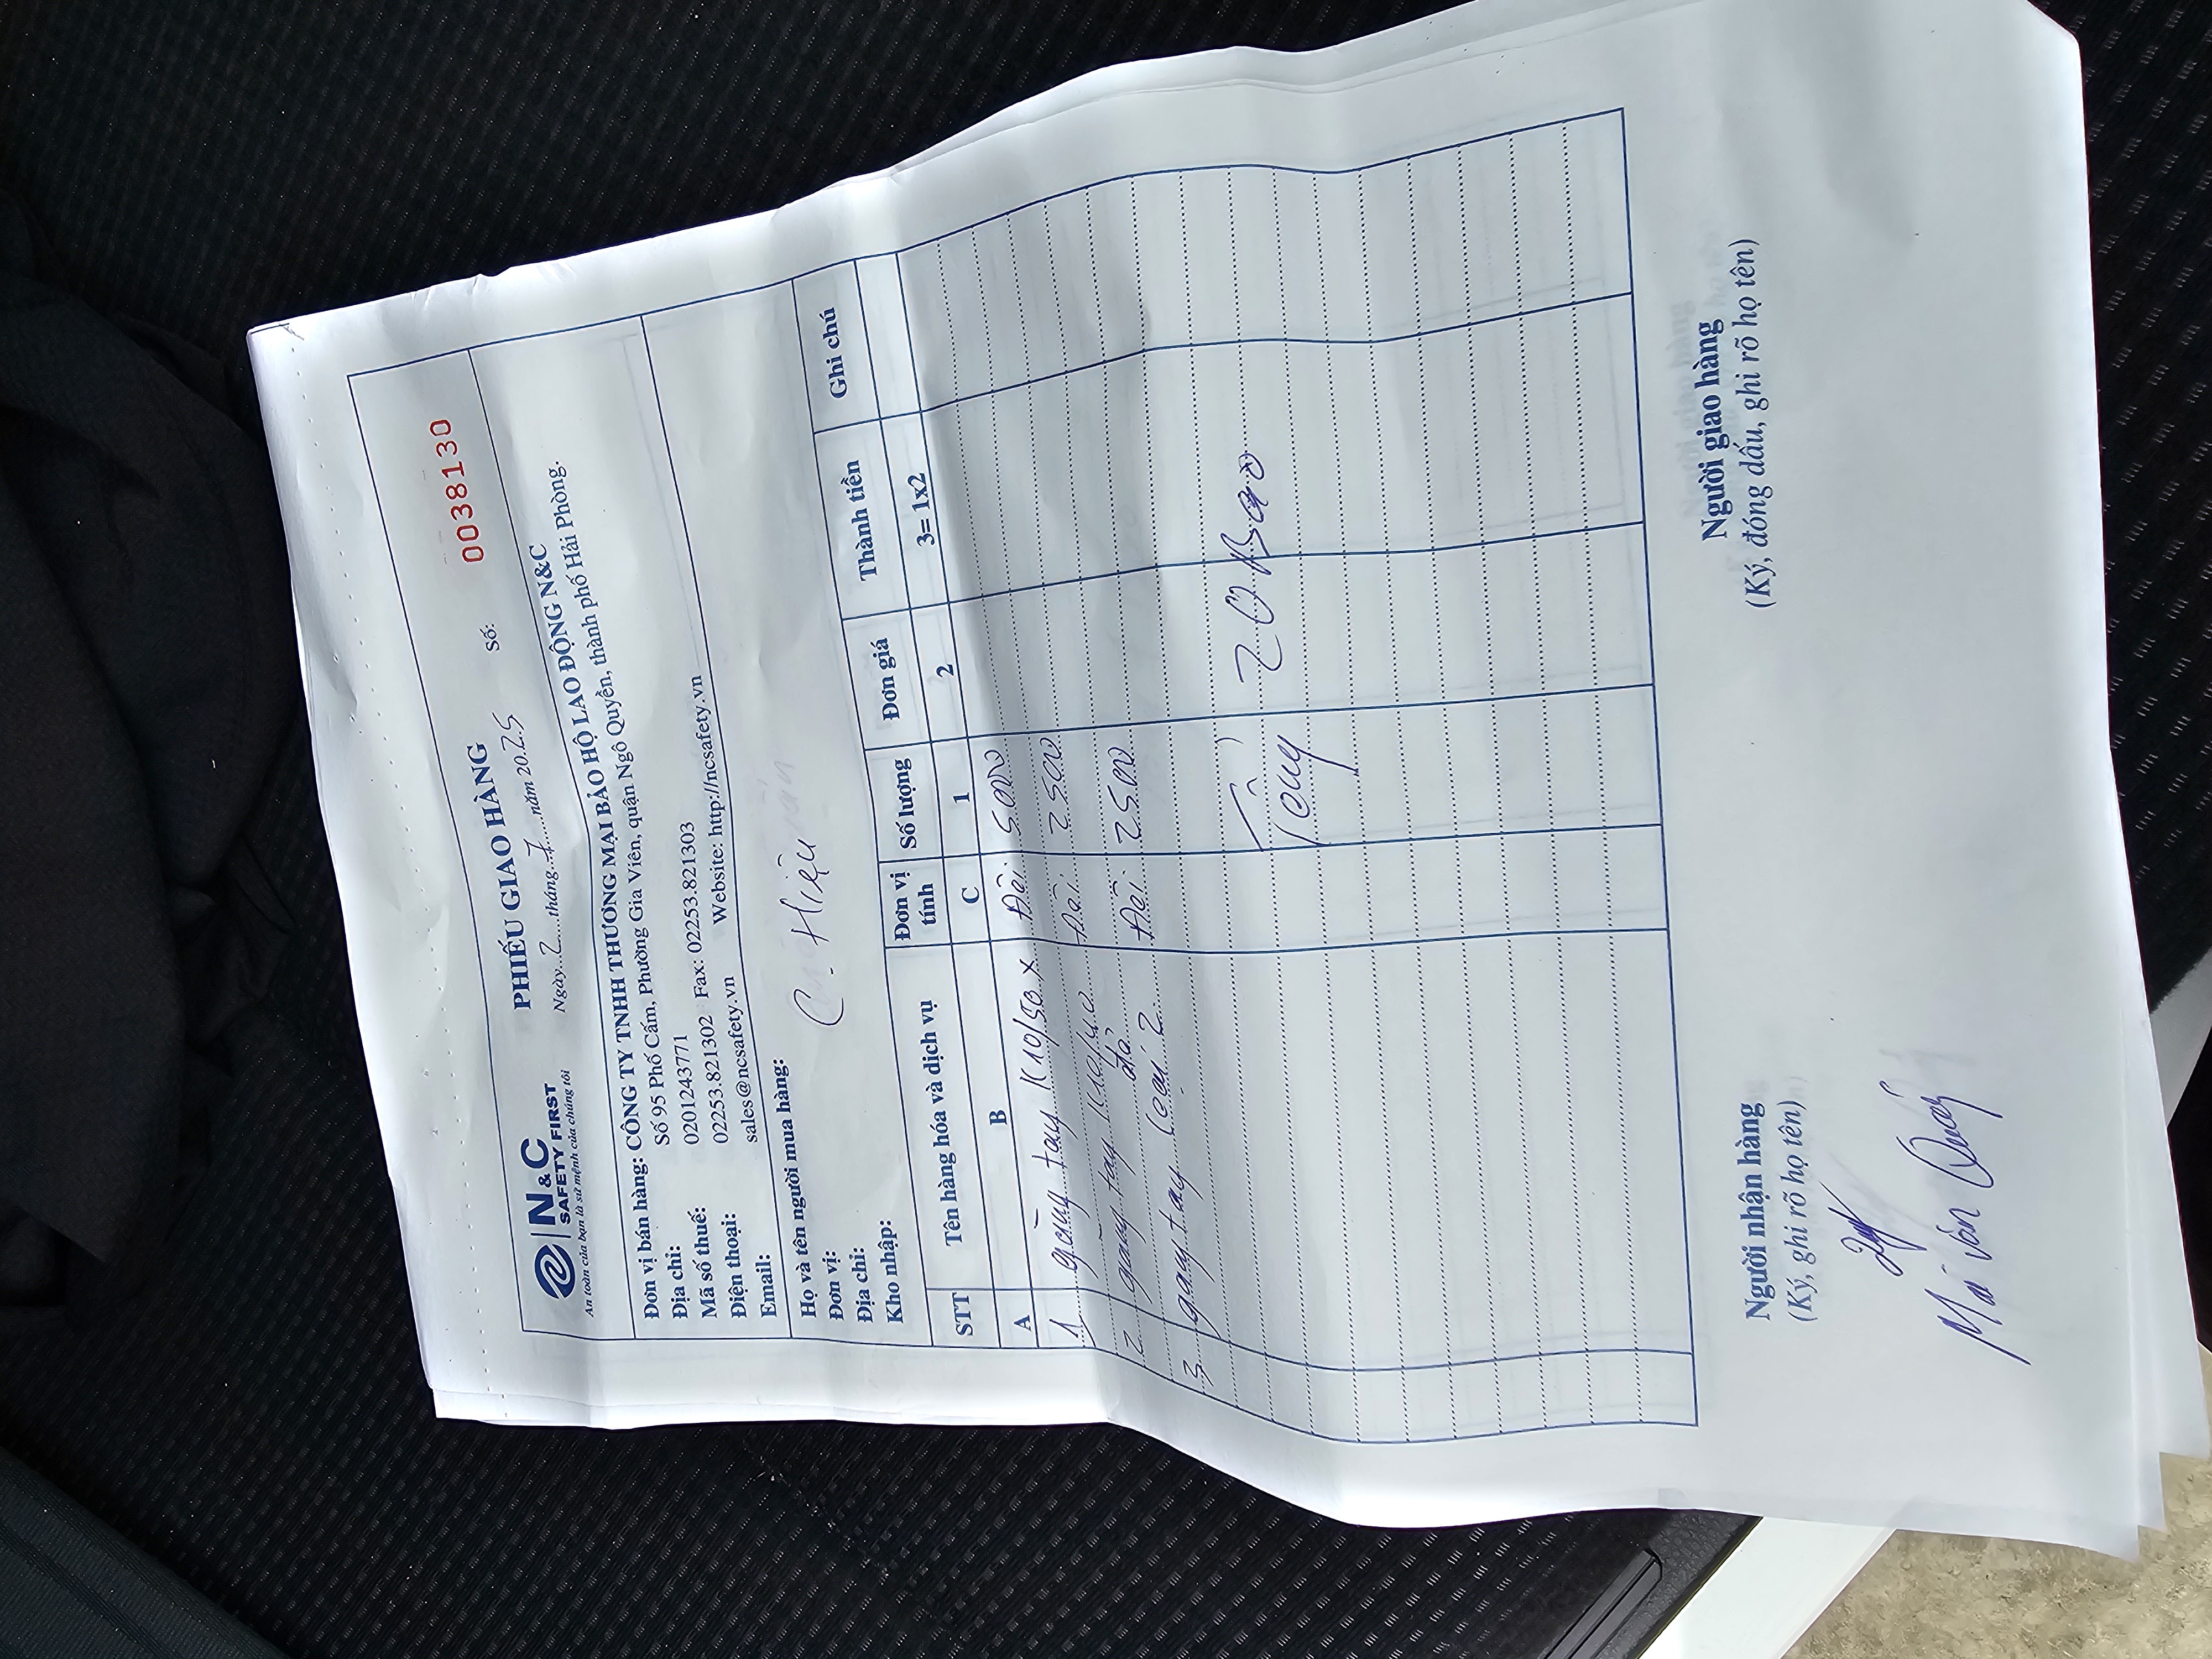 N&C
SAFETY FIRST
An toàn của bạn là sứ mệnh của chúng tôi
PHIẾU GIAO HÀNG
Ngày 2 tháng 7 năm 2025
Số: 0038130
Đơn vị bán hàng: CÔNG TY TNHH THƯƠNG MẠI BẢO HỘ LAO ĐỘNG N&C
Địa chỉ: Số 95 Phố Cấm, Phường Gia Viên, quận Ngô Quyền, thành phố Hải Phòng.
Mã số thuế: 0201243771
Điện thoại: 02253.821302 Fax: 02253.821303
Email: sales@ncsafety.vn Website: http://ncsafety.vn
Họ và tên người mua hàng:
Đơn vị: C. Hiệu
Địa chỉ:
Kho nhập:
STT Tên hàng hóa và dịch vụ Đơn vị tính Số lượng Đơn giá Thành tiền Ghi chú
A B C 1 2 3= 1x2
1 găng tay K10/50 x Đôi 5000
2 găng tay đỏ Đôi 2500
3 găng tay loại 2 Đôi 2500
Tổng 20 Bao
Người nhận hàng
(Ký, ghi rõ họ tên)
Mai Văn
Người giao hàng
(Ký, đóng dấu, ghi rõ họ tên)